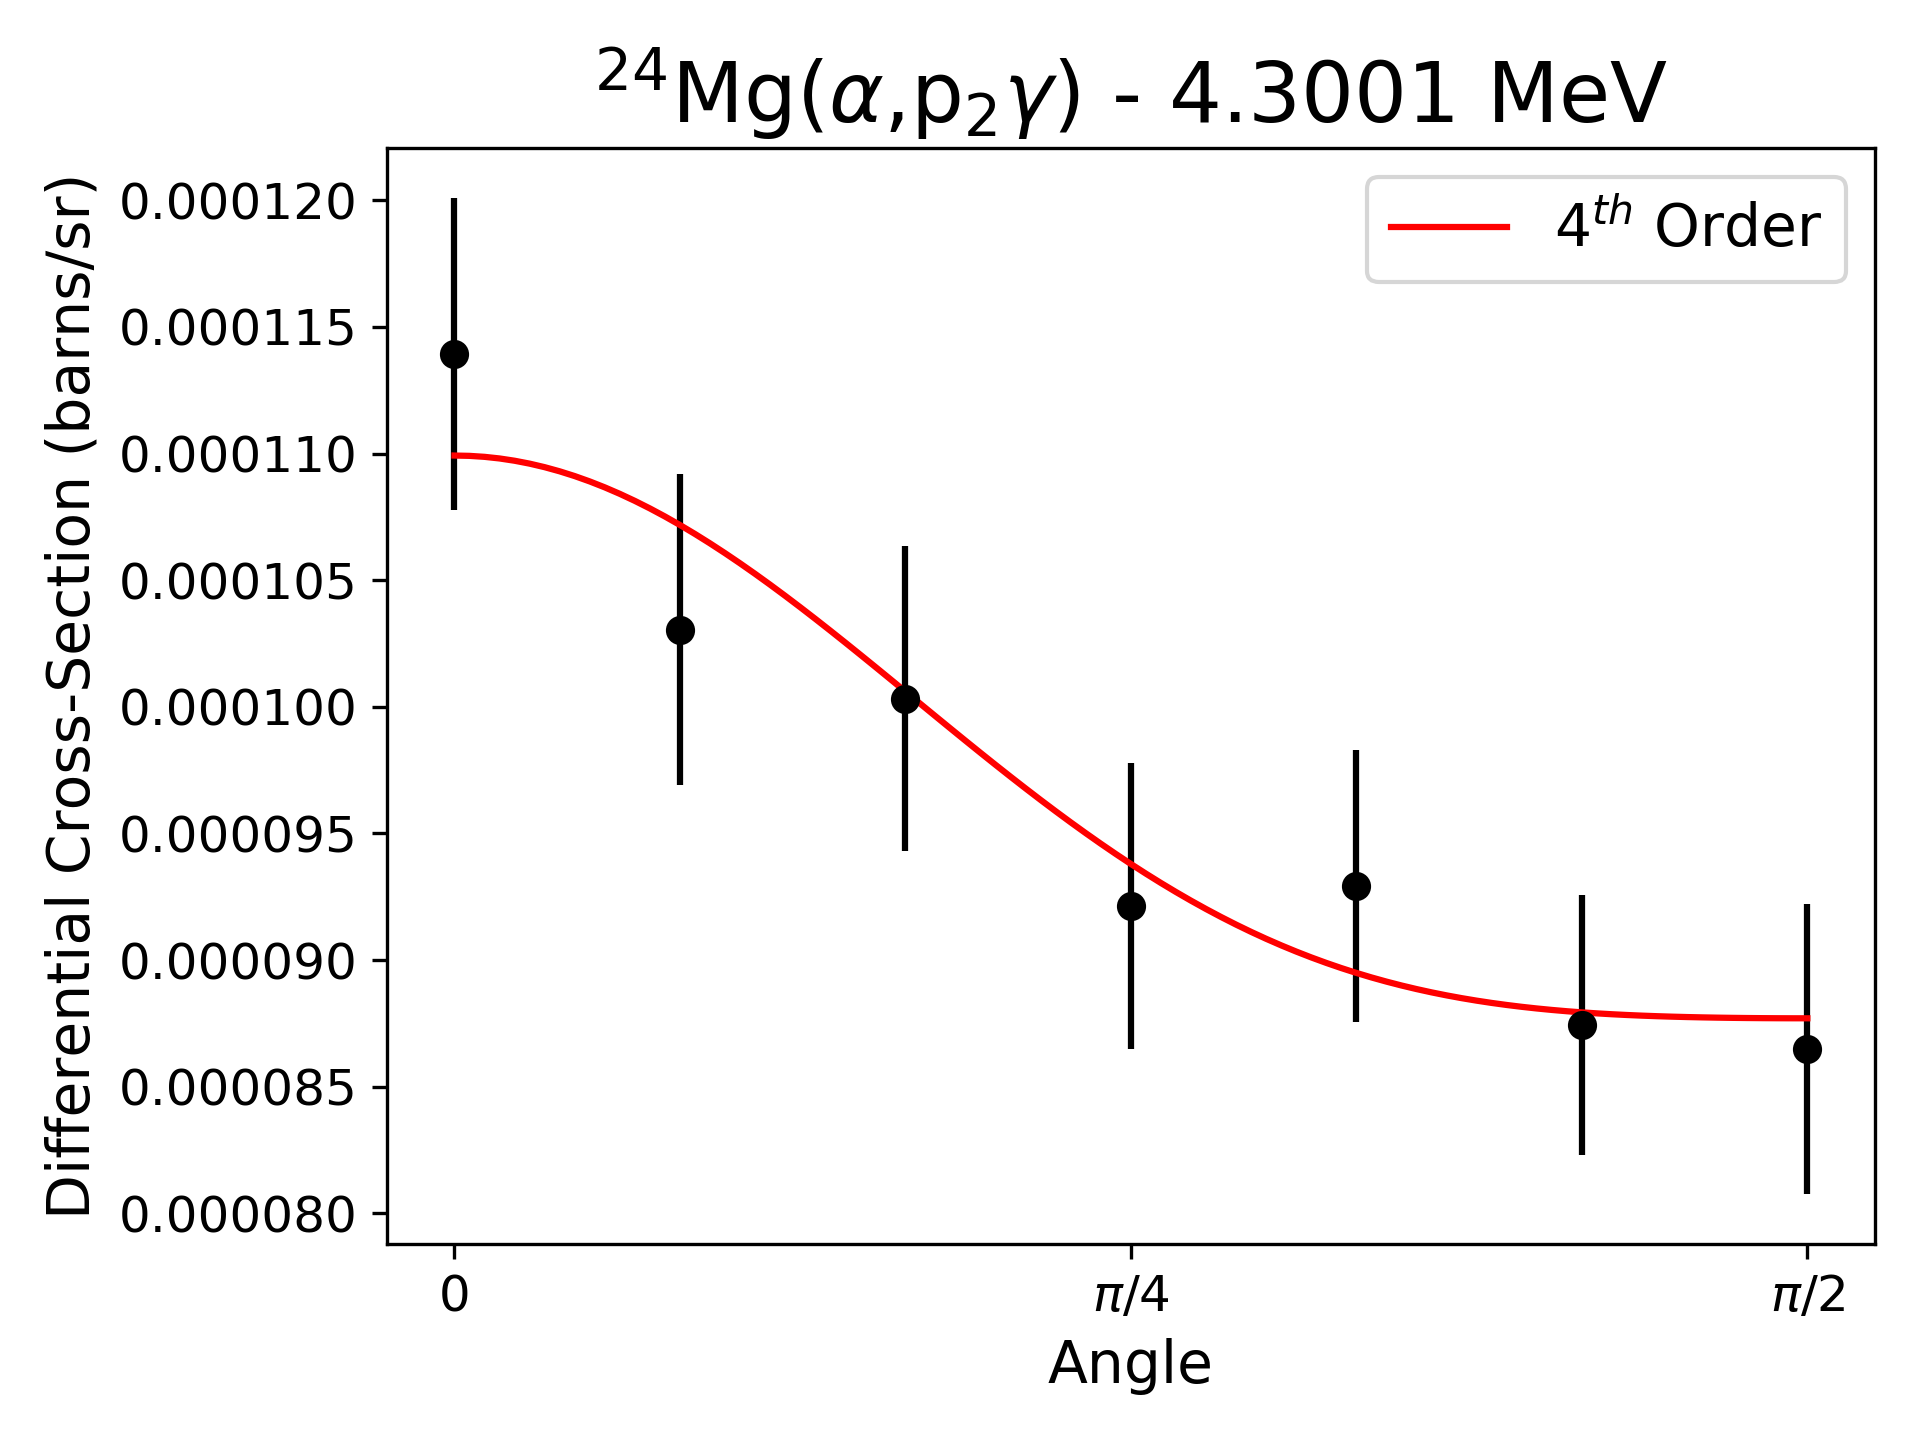 ²⁴Mg(α,p₂γ) - 4.3001 MeV
4ᵗʰ Order
Differential Cross-Section (barns/sr)
0.000120
0.000115
0.000110
0.000105
0.000100
0.000095
0.000090
0.000085
0.000080
0 π/4 π/2
Angle